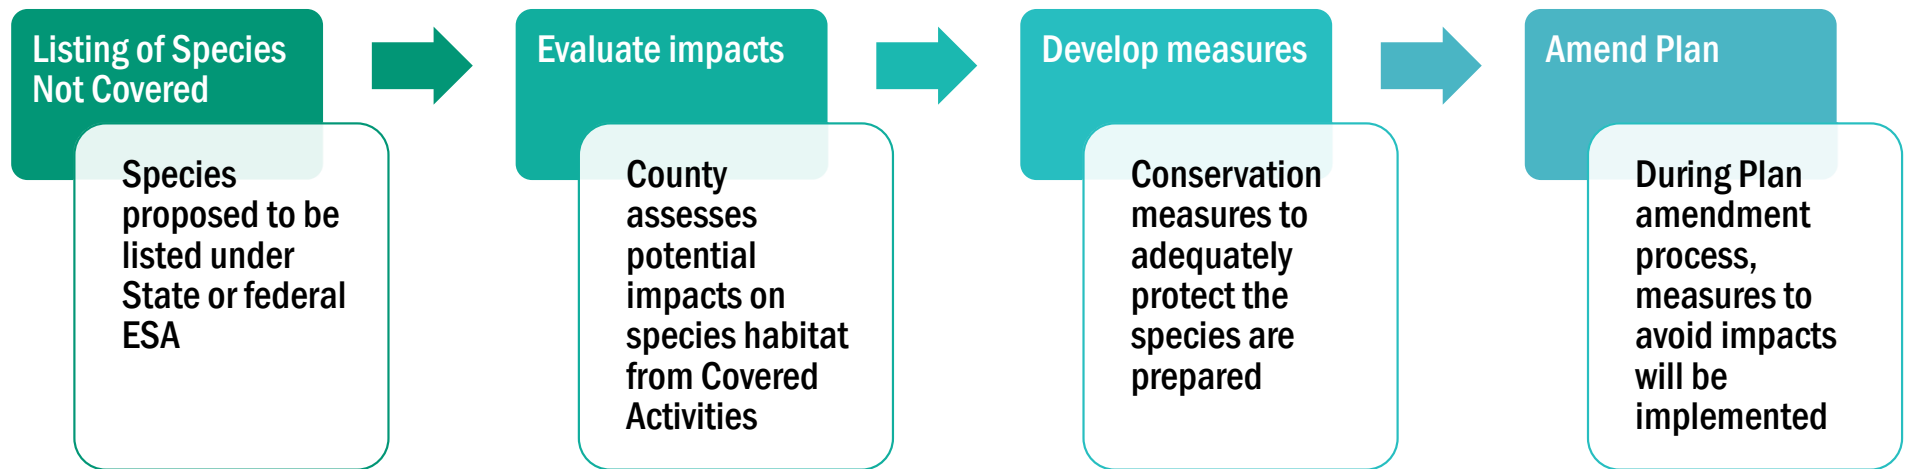 Listing of Species
Not Covered
Species
proposed to be
listed under
State or federal
ESA
Evaluate impacts
County
assesses
potential
impacts on
species habitat
from Covered
Activities
Develop measures
Conservation
measures to
adequately
protect the
species are
prepared
Amend Plan
During Plan
amendment
process,
measures to
avoid impacts
will be
implemented